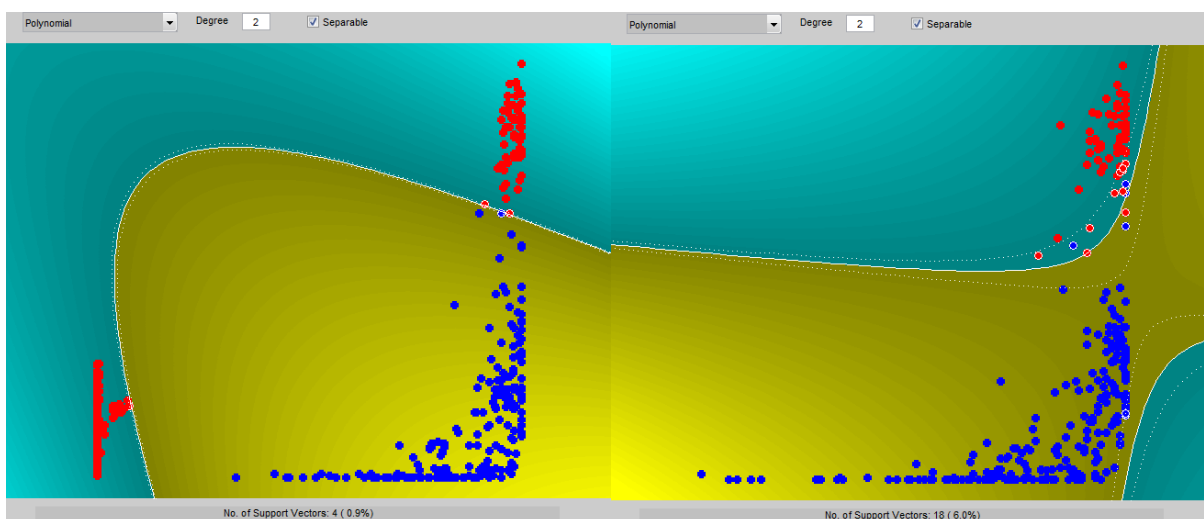 Polynomial Degree 2 Separable
Polynomial Degree 2 Separable
No. of Support Vectors: 4 ( 0.9%)
No. of Support Vectors: 18 ( 6.0%)